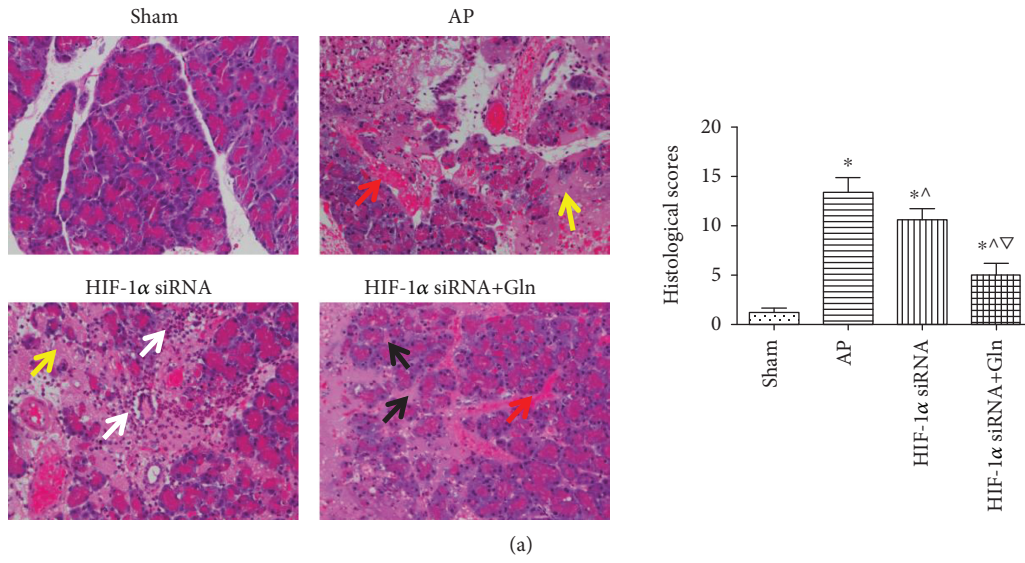 Sham
AP
HIF-1α siRNA
HIF-1α siRNA+Gln
Histological scores
20
15
10
5
0
*
*^
*^▽
Sham
AP
HIF-1α siRNA
HIF-1α siRNA+Gln
(a)